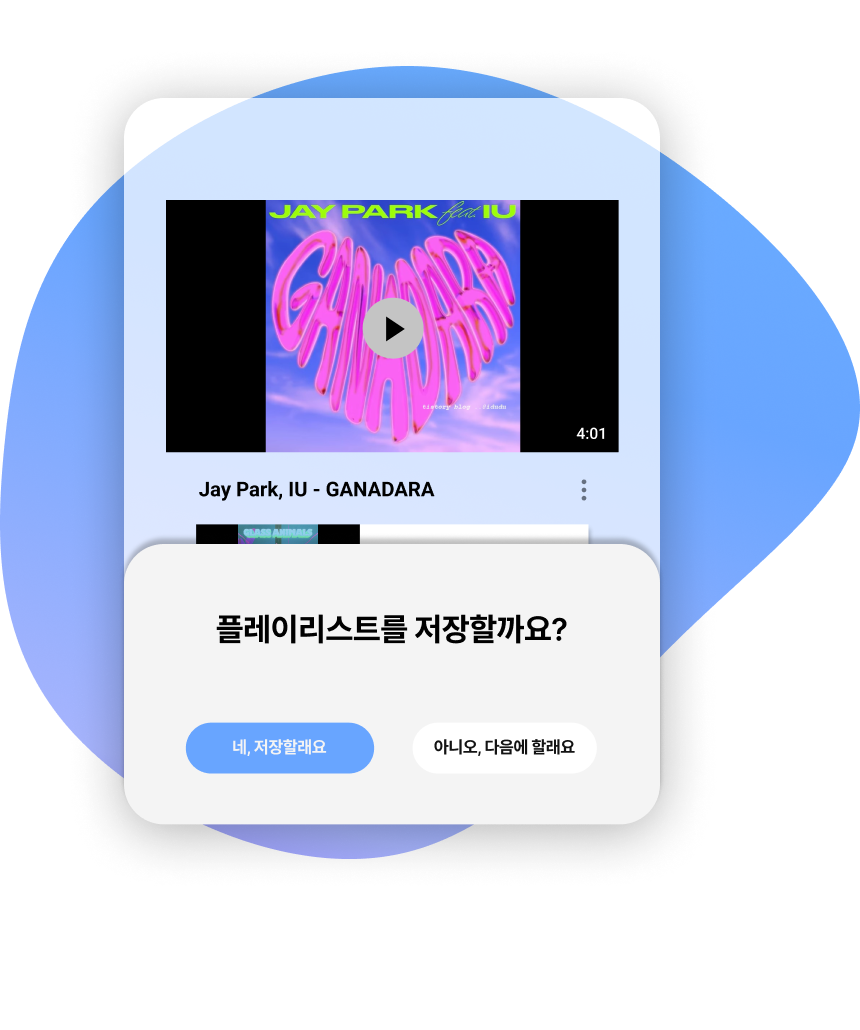 JAY PARK feat. IU
GANADARA
4:01
Jay Park, IU - GANADARA
GLASS ANIMALS
플레이리스트를 저장할까요?
네, 저장할래요
아니오, 다음에 할래요